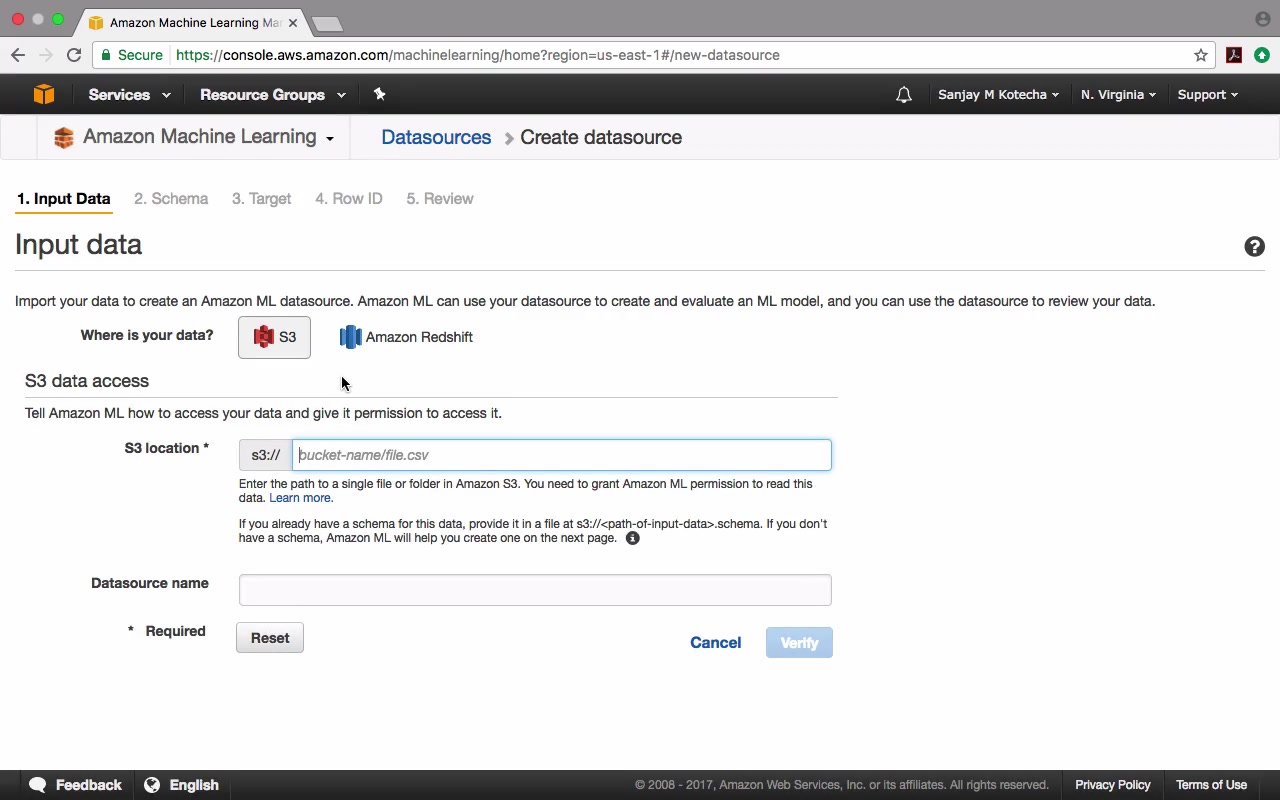 Amazon Machine Learning Ma
Secure https://console.aws.amazon.com/machinelearning/home?region=us-east-1#/new-datasource
Services Resource Groups Sanjay M Kotecha N. Virginia Support
Amazon Machine Learning Datasources Create datasource
1. Input Data 2. Schema 3. Target 4. Row ID 5. Review
Input data
Import your data to create an Amazon ML datasource. Amazon ML can use your datasource to create and evaluate an ML model, and you can use the datasource to review your data.
Where is your data? S3 Amazon Redshift
S3 data access
Tell Amazon ML how to access your data and give it permission to access it.
S3 location * s3:// bucket-name/file.csv
Enter the path to a single file or folder in Amazon S3. You need to grant Amazon ML permission to read this
data. Learn more.
If you already have a schema for this data, provide it in a file at s3://<path-of-input-data>.schema. If you don't
have a schema, Amazon ML will help you create one on the next page.
Datasource name
* Required Reset Cancel Verify
Feedback English © 2008 - 2017, Amazon Web Services, Inc. or its affiliates. All rights reserved. Privacy Policy Terms of Use